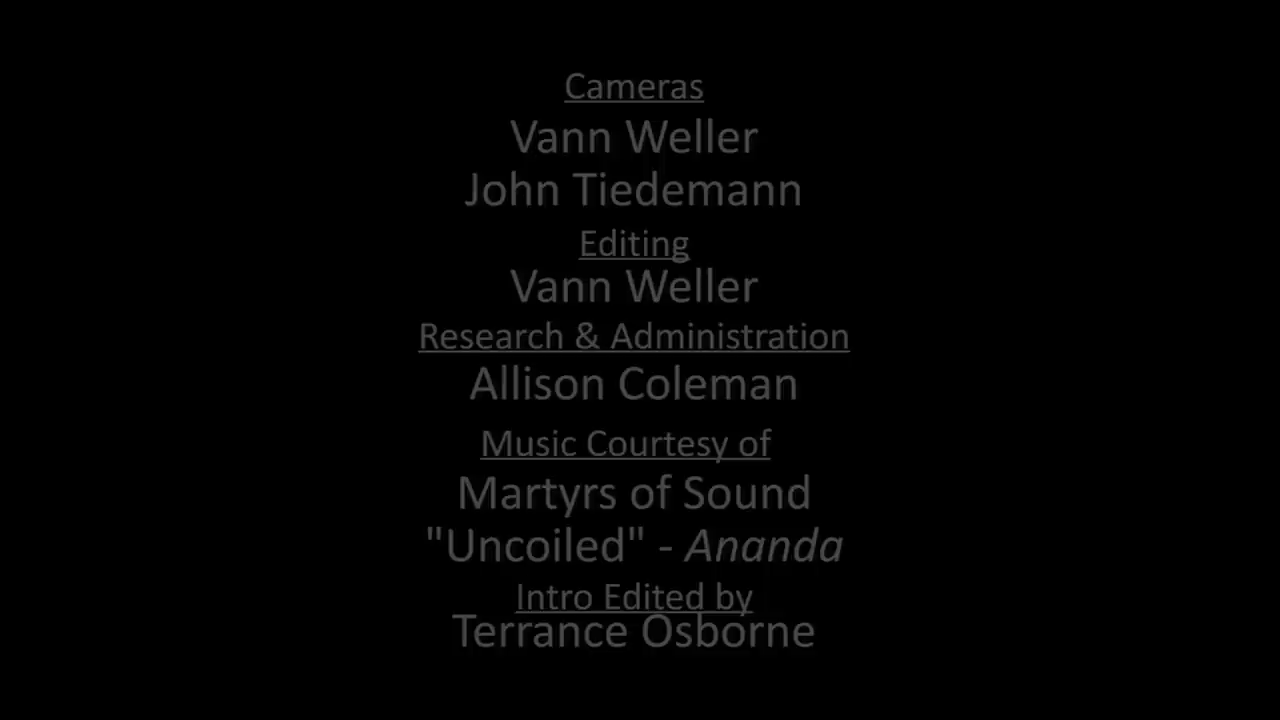 Cameras
Vann Weller
John Tiedemann
Editing
Vann Weller
Research & Administration
Allison Coleman
Music Courtesy of
Martyrs of Sound
"Uncoiled" - Ananda
Intro Edited by
Terrance Osborne